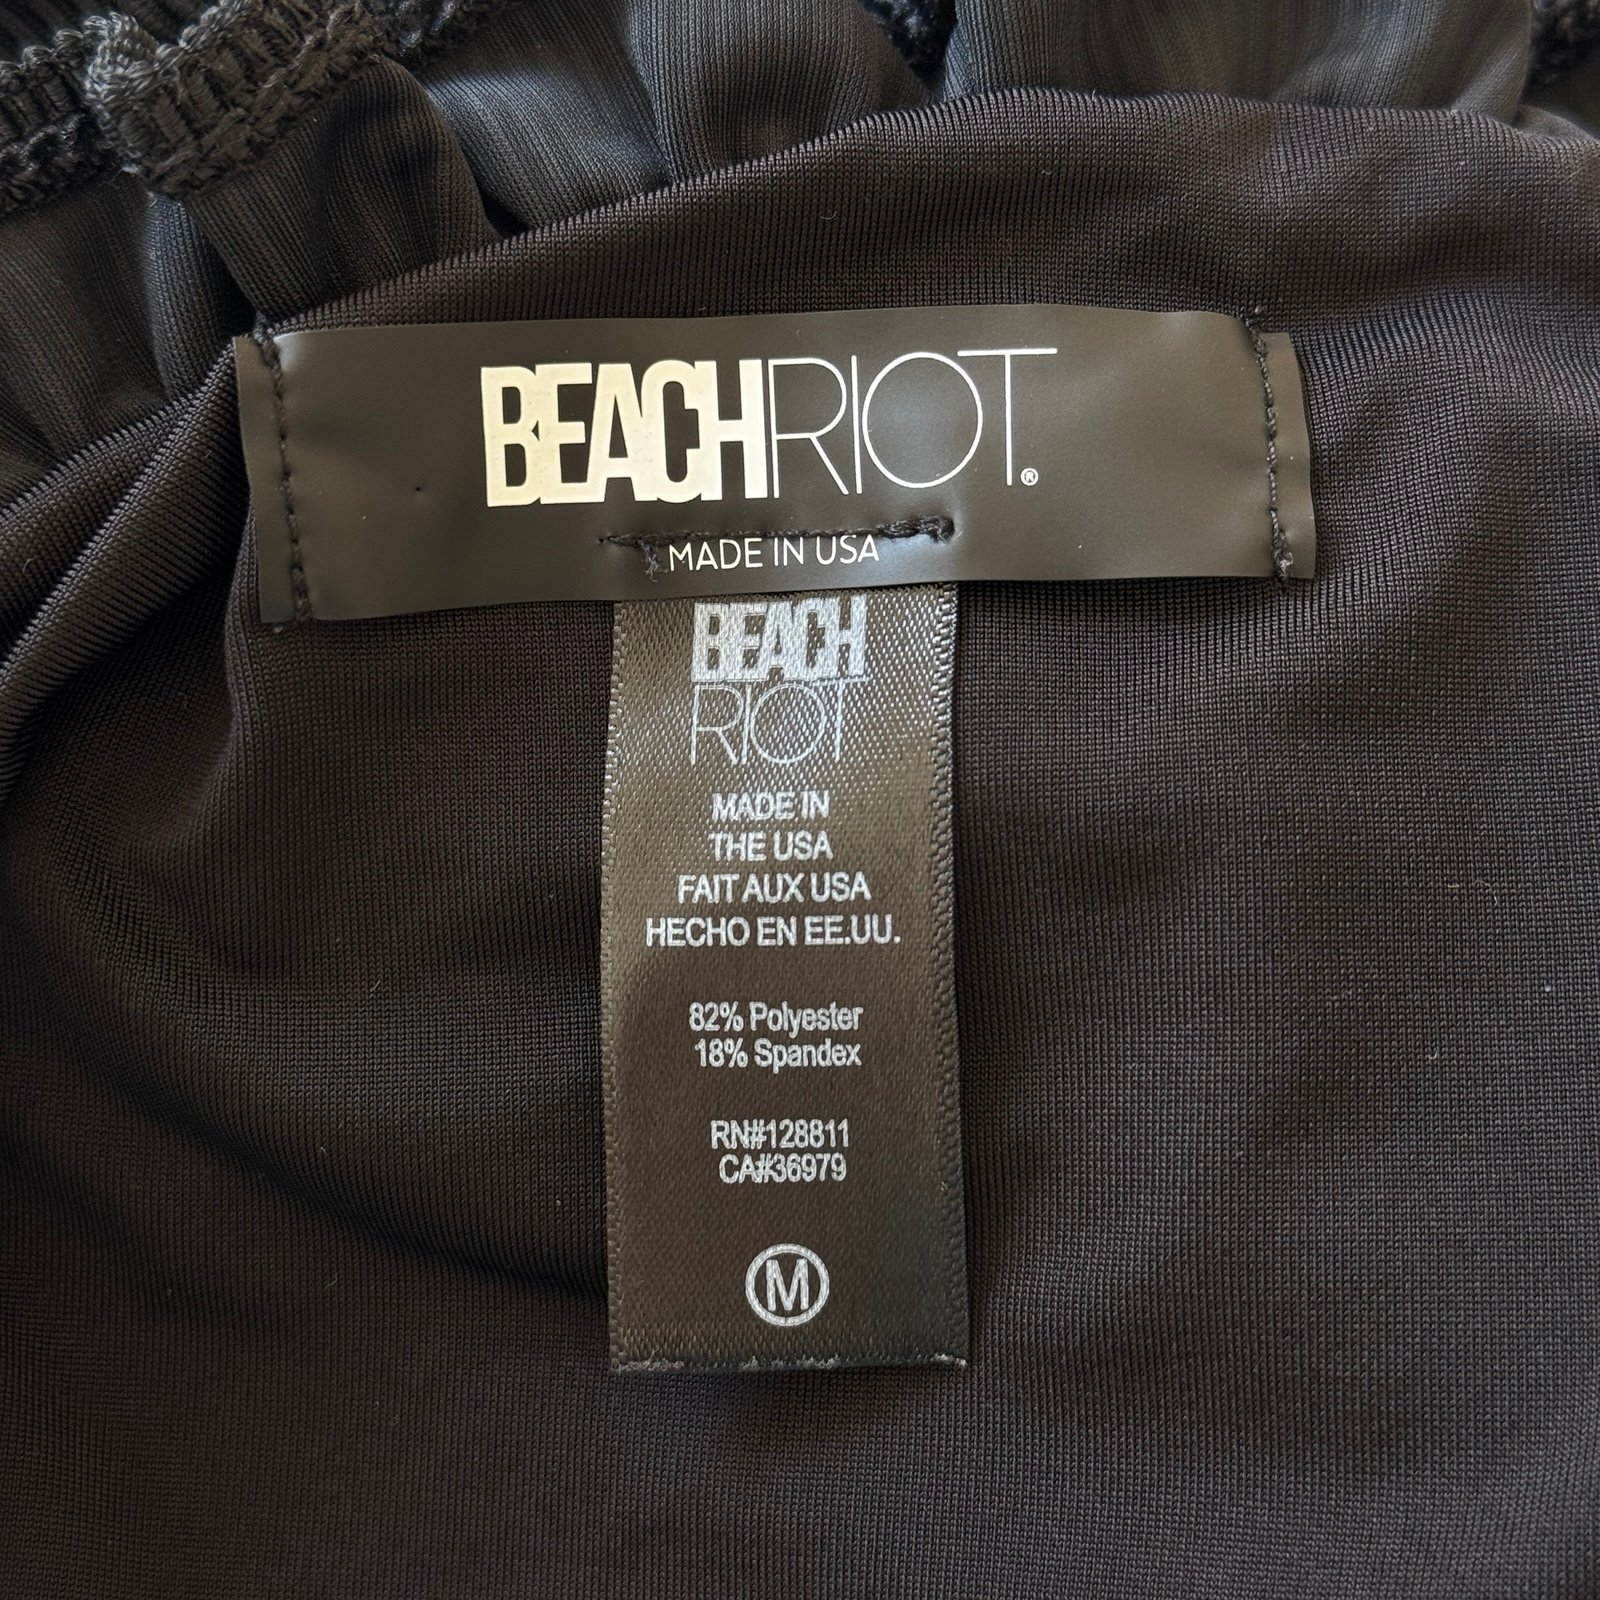 BEACHRIOT®
MADE IN USA
BEACH
RIOT
MADE IN
THE USA
FAIT AUX USA
HECHO EN EE.UU.
82% Polyester
18% Spandex
RN#128811
CA#36979
M